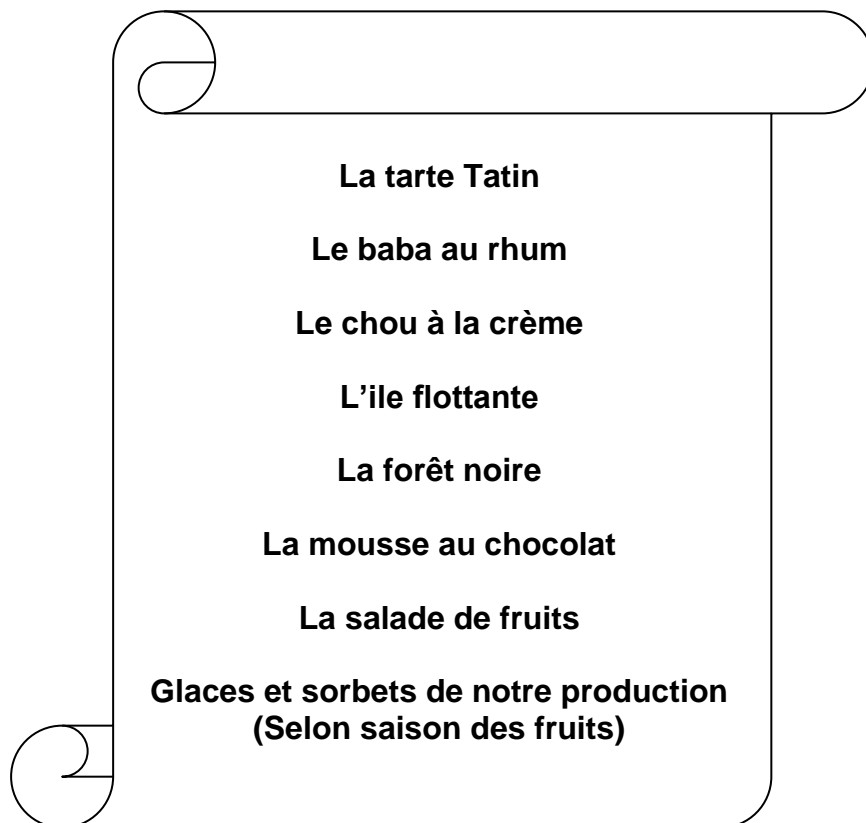 La tarte Tatin
Le baba au rhum
Le chou à la crème
L’ile flottante
La forêt noire
La mousse au chocolat
La salade de fruits
Glaces et sorbets de notre production
(Selon saison des fruits)